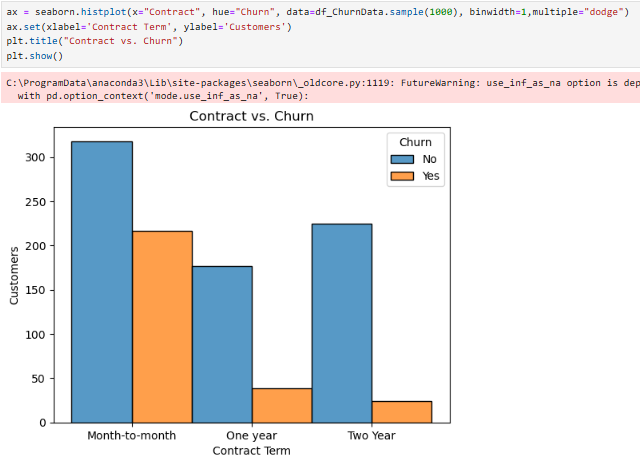 ax = seaborn.histplot(x="Contract", hue="Churn", data=df_ChurnData.sample(1000), binwidth=1,multiple="dodge")
ax.set(xlabel='Contract Term', ylabel='Customers')
plt.title("Contract vs. Churn")
plt.show()
C:\ProgramData\anaconda3\Lib\site-packages\seaborn\_oldcore.py:1119: FutureWarning: use_inf_as_na option is dep
with pd.option_context('mode.use_inf_as_na', True):
Contract vs. Churn
Churn
No
Yes
300
250
200
150
100
50
0
Customers
Month-to-month One year Two Year
Contract Term